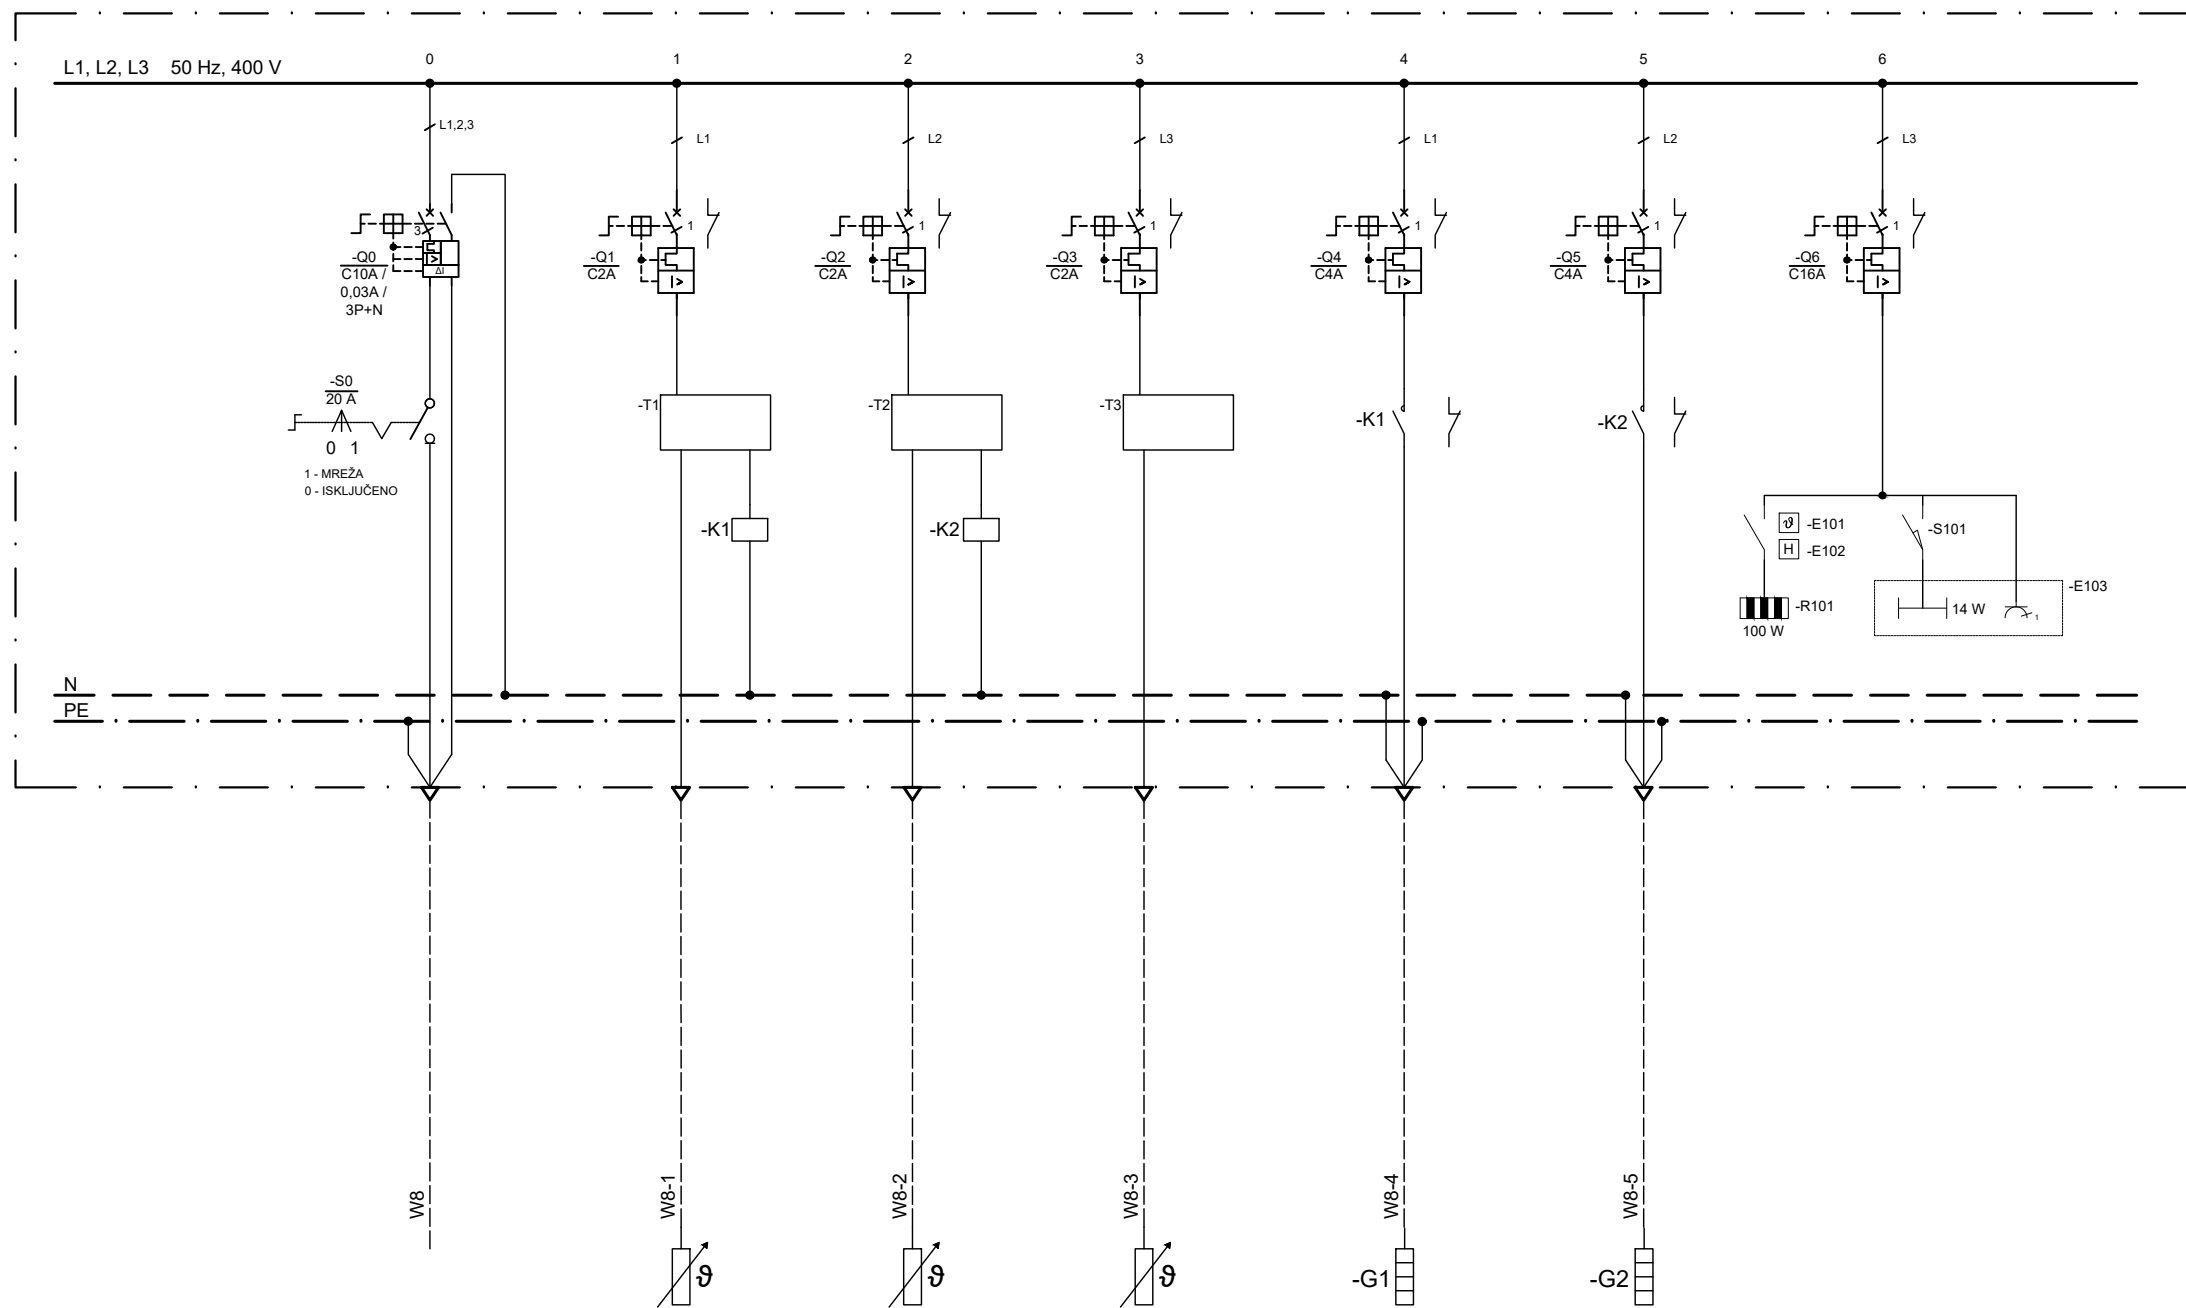 L1, L2, L3 50 Hz, 400 V
0
1
2
3
4
5
6
L1,2,3
L1
L2
L3
L1
L2
L3
3
1
1
1
1
1
1
-Q0
C10A /
0,03A /
3P+N
ΔI
-Q1
C2A
I>
-Q2
C2A
I>
-Q3
C2A
I>
-Q4
C4A
I>
-Q5
C4A
I>
-Q6
C16A
I>
-S0
20 A
0 1
1 - MREŽA
0 - ISKLJUČENO
-T1
-T2
-T3
-K1
-K2
-K1
-K2
ϑ -E101
H -E102
-S101
-R101
100 W
14 W
1
-E103
N
PE
W8
W8-1
W8-2
W8-3
W8-4
W8-5
ϑ
ϑ
ϑ
-G1
-G2